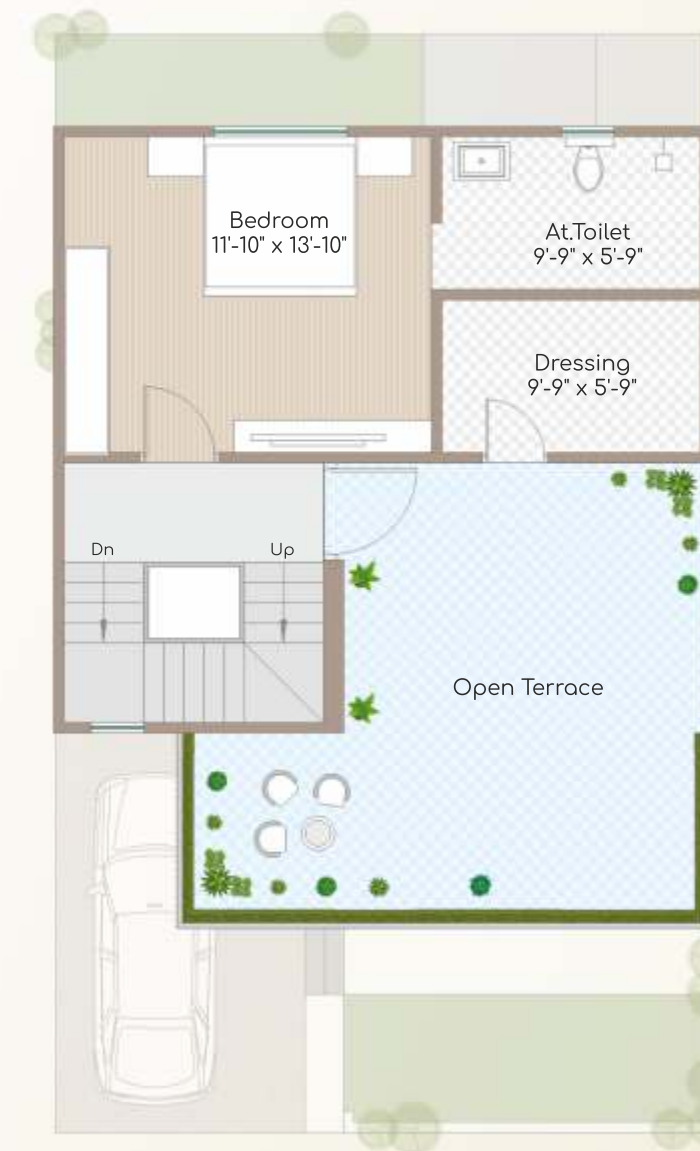 Bedroom
11'-10" x 13'-10"
At.Toilet
9'-9" x 5'-9"
Dressing
9'-9" x 5'-9"
Dn
Up
Open Terrace